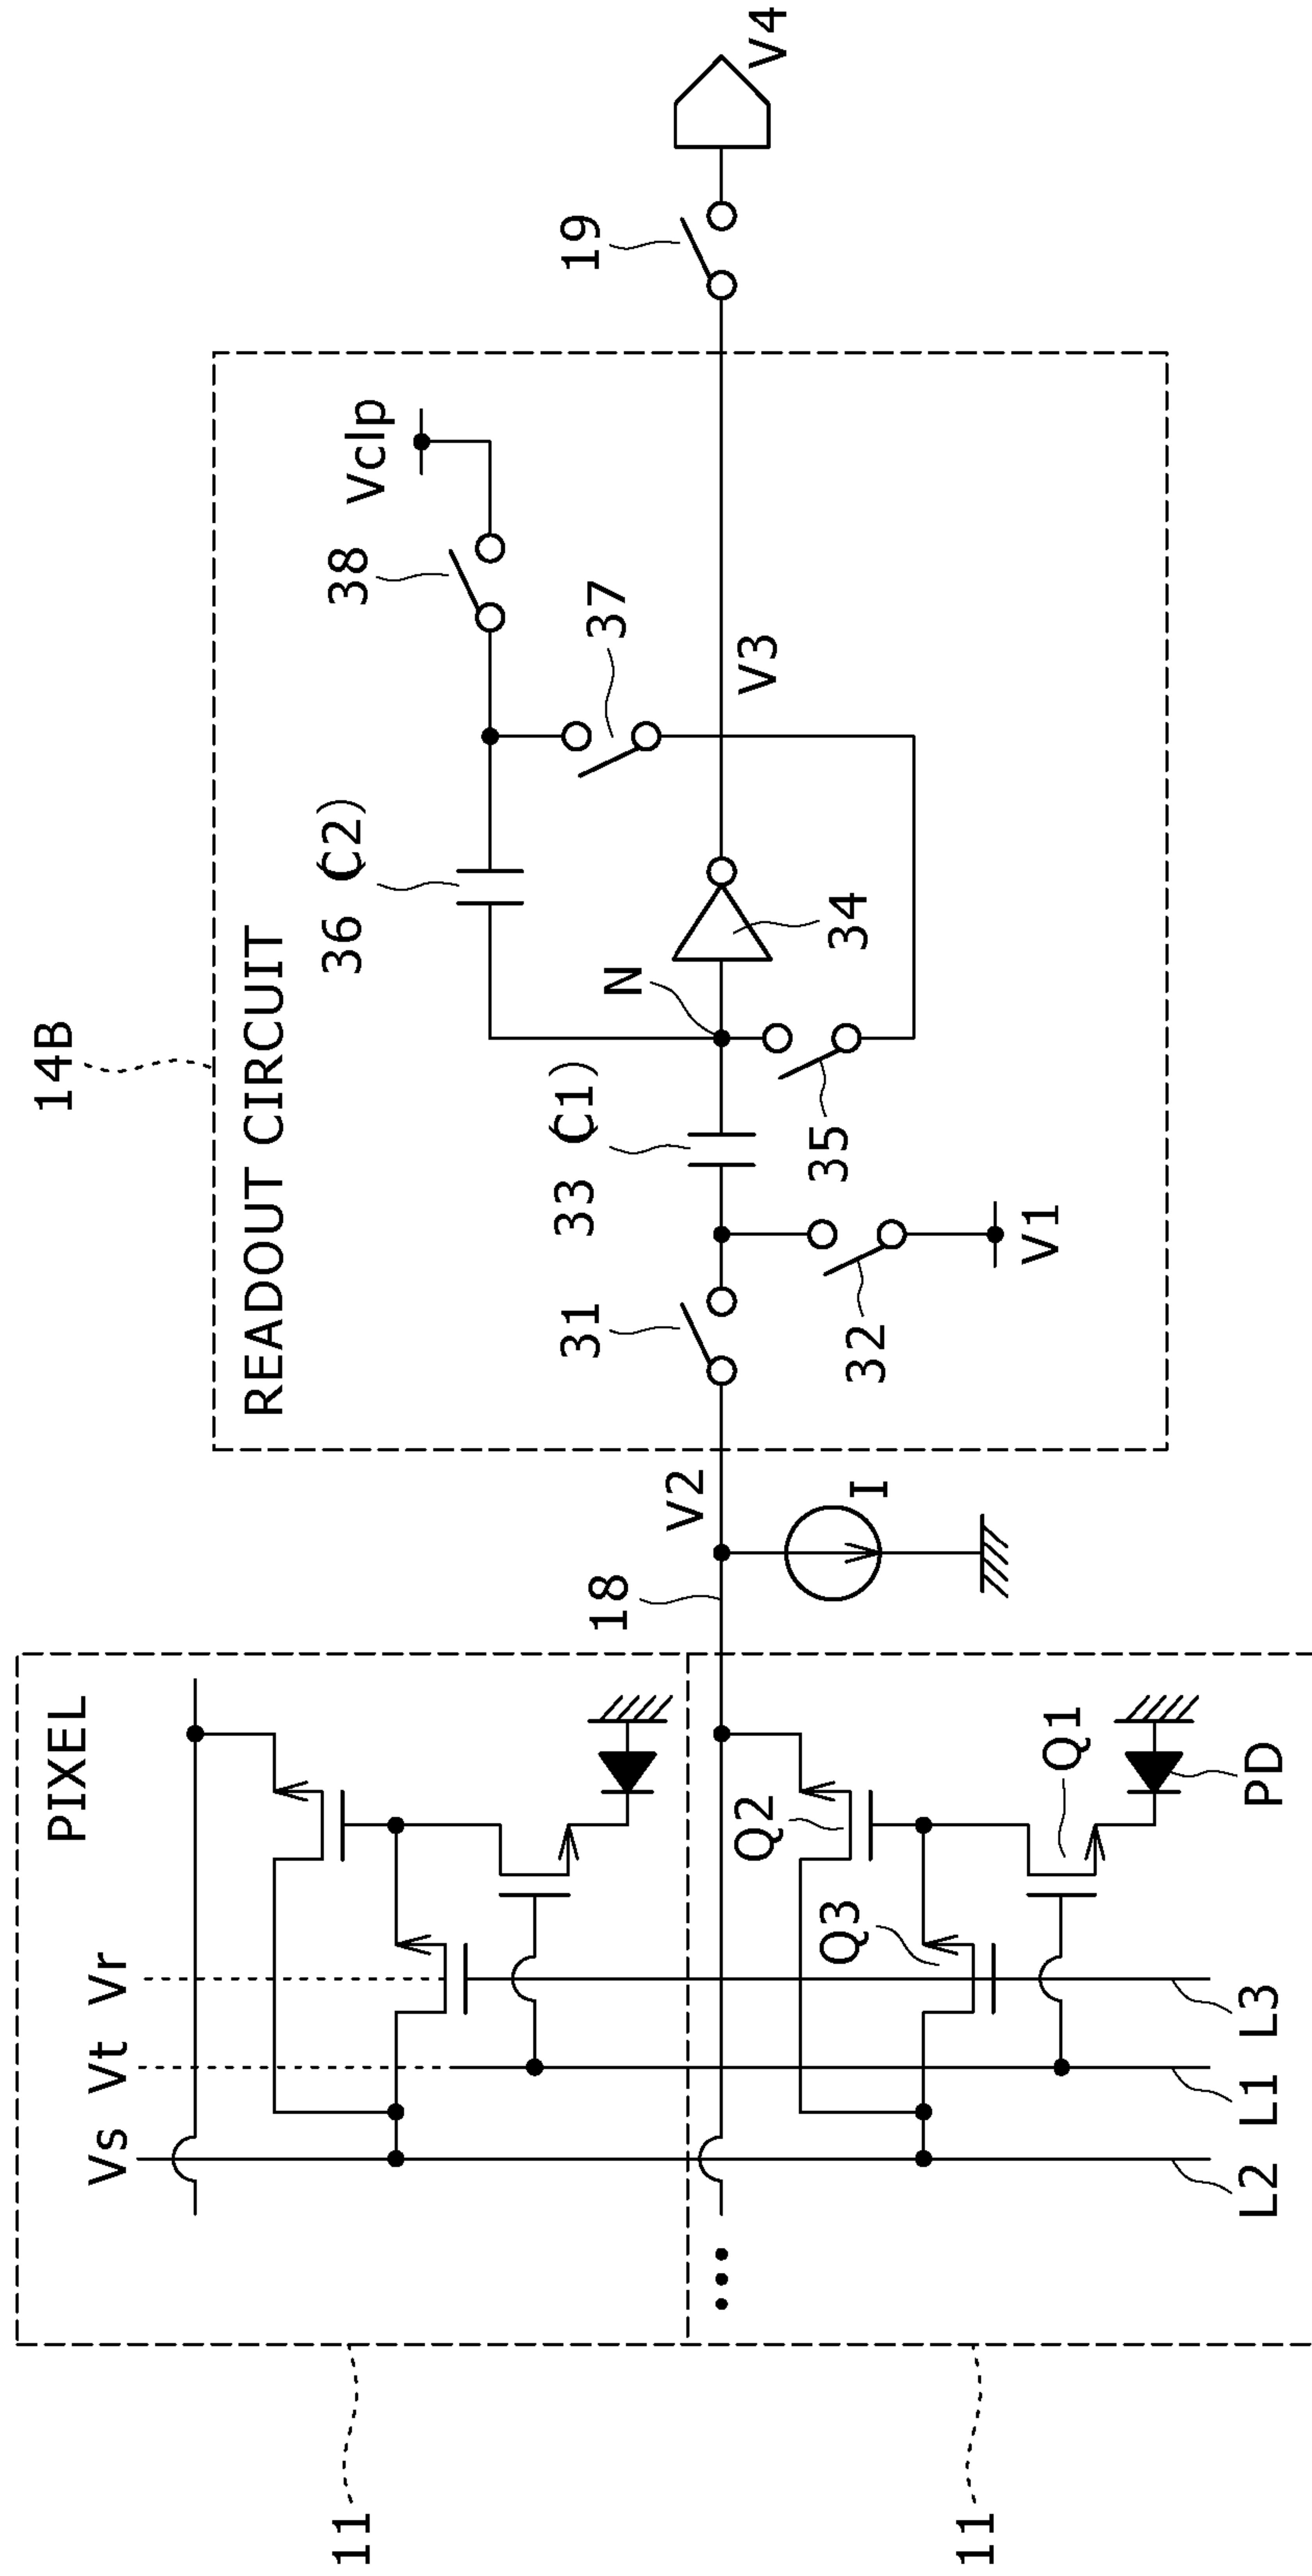 14B
READOUT CIRCUIT
PIXEL
Vs
Vt
Vr
18
V2
I
31
32
V1
33 (C1)
35
N
34
36 (C2)
37
38
Vclp
V3
19
V4
Q2
Q3
Q1
PD
L2
L1
L3
11
11